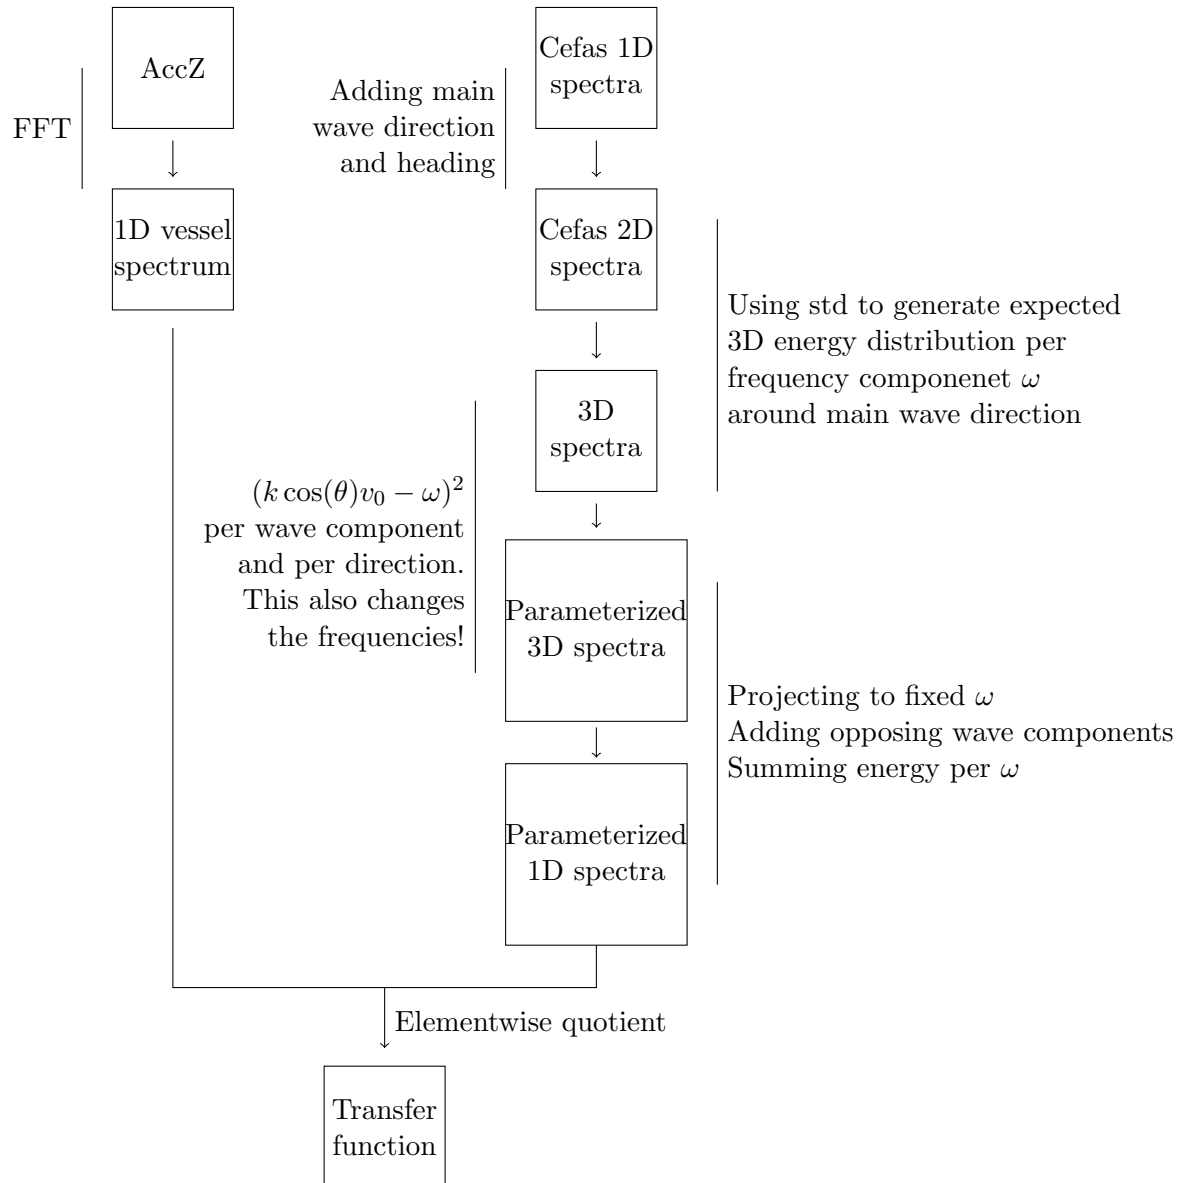 AccZ
Cefas 1D
spectra
FFT
Adding main
wave direction
and heading
1D vessel
spectrum
Cefas 2D
spectra
Using std to generate expected
3D energy distribution per
frequency componenet ω
around main wave direction
3D
spectra
(k cos(θ)v₀ − ω)²
per wave component
and per direction.
This also changes
the frequencies!
Parameterized
3D spectra
Projecting to fixed ω
Adding opposing wave components
Summing energy per ω
Parameterized
1D spectra
Elementwise quotient
Transfer
function